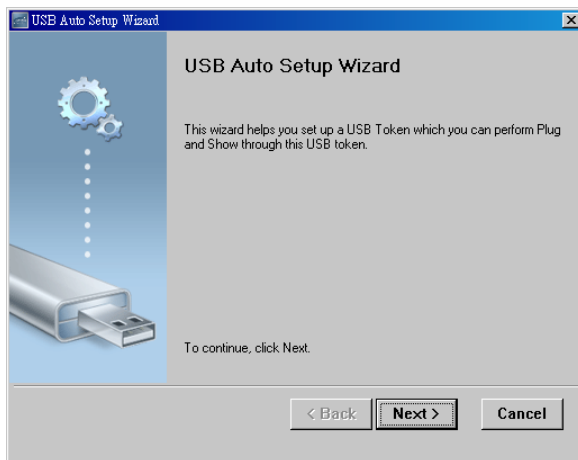 USB Auto Setup Wizard
USB Auto Setup Wizard
This wizard helps you set up a USB Token which you can perform Plug
and Show through this USB token.
To continue, click Next.
< Back
Next >
Cancel